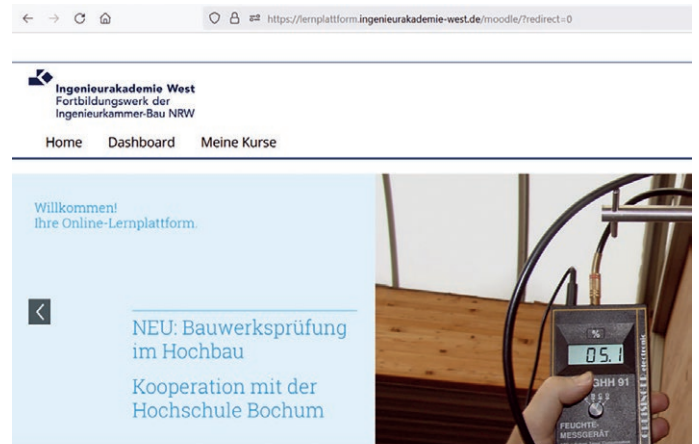 https://lernplattform.ingenieurakademie-west.de/moodle/?redirect=0
Ingenieurakademie West
Fortbildungswerk der
Ingenieurkammer-Bau NRW
Home Dashboard Meine Kurse
Willkommen!
Ihre Online-Lernplattform.
NEU: Bauwerksprüfung
im Hochbau
Kooperation mit der
Hochschule Bochum
%
05.1
GHH 91
FEUCHTE-
MESSGERÄT
electronic